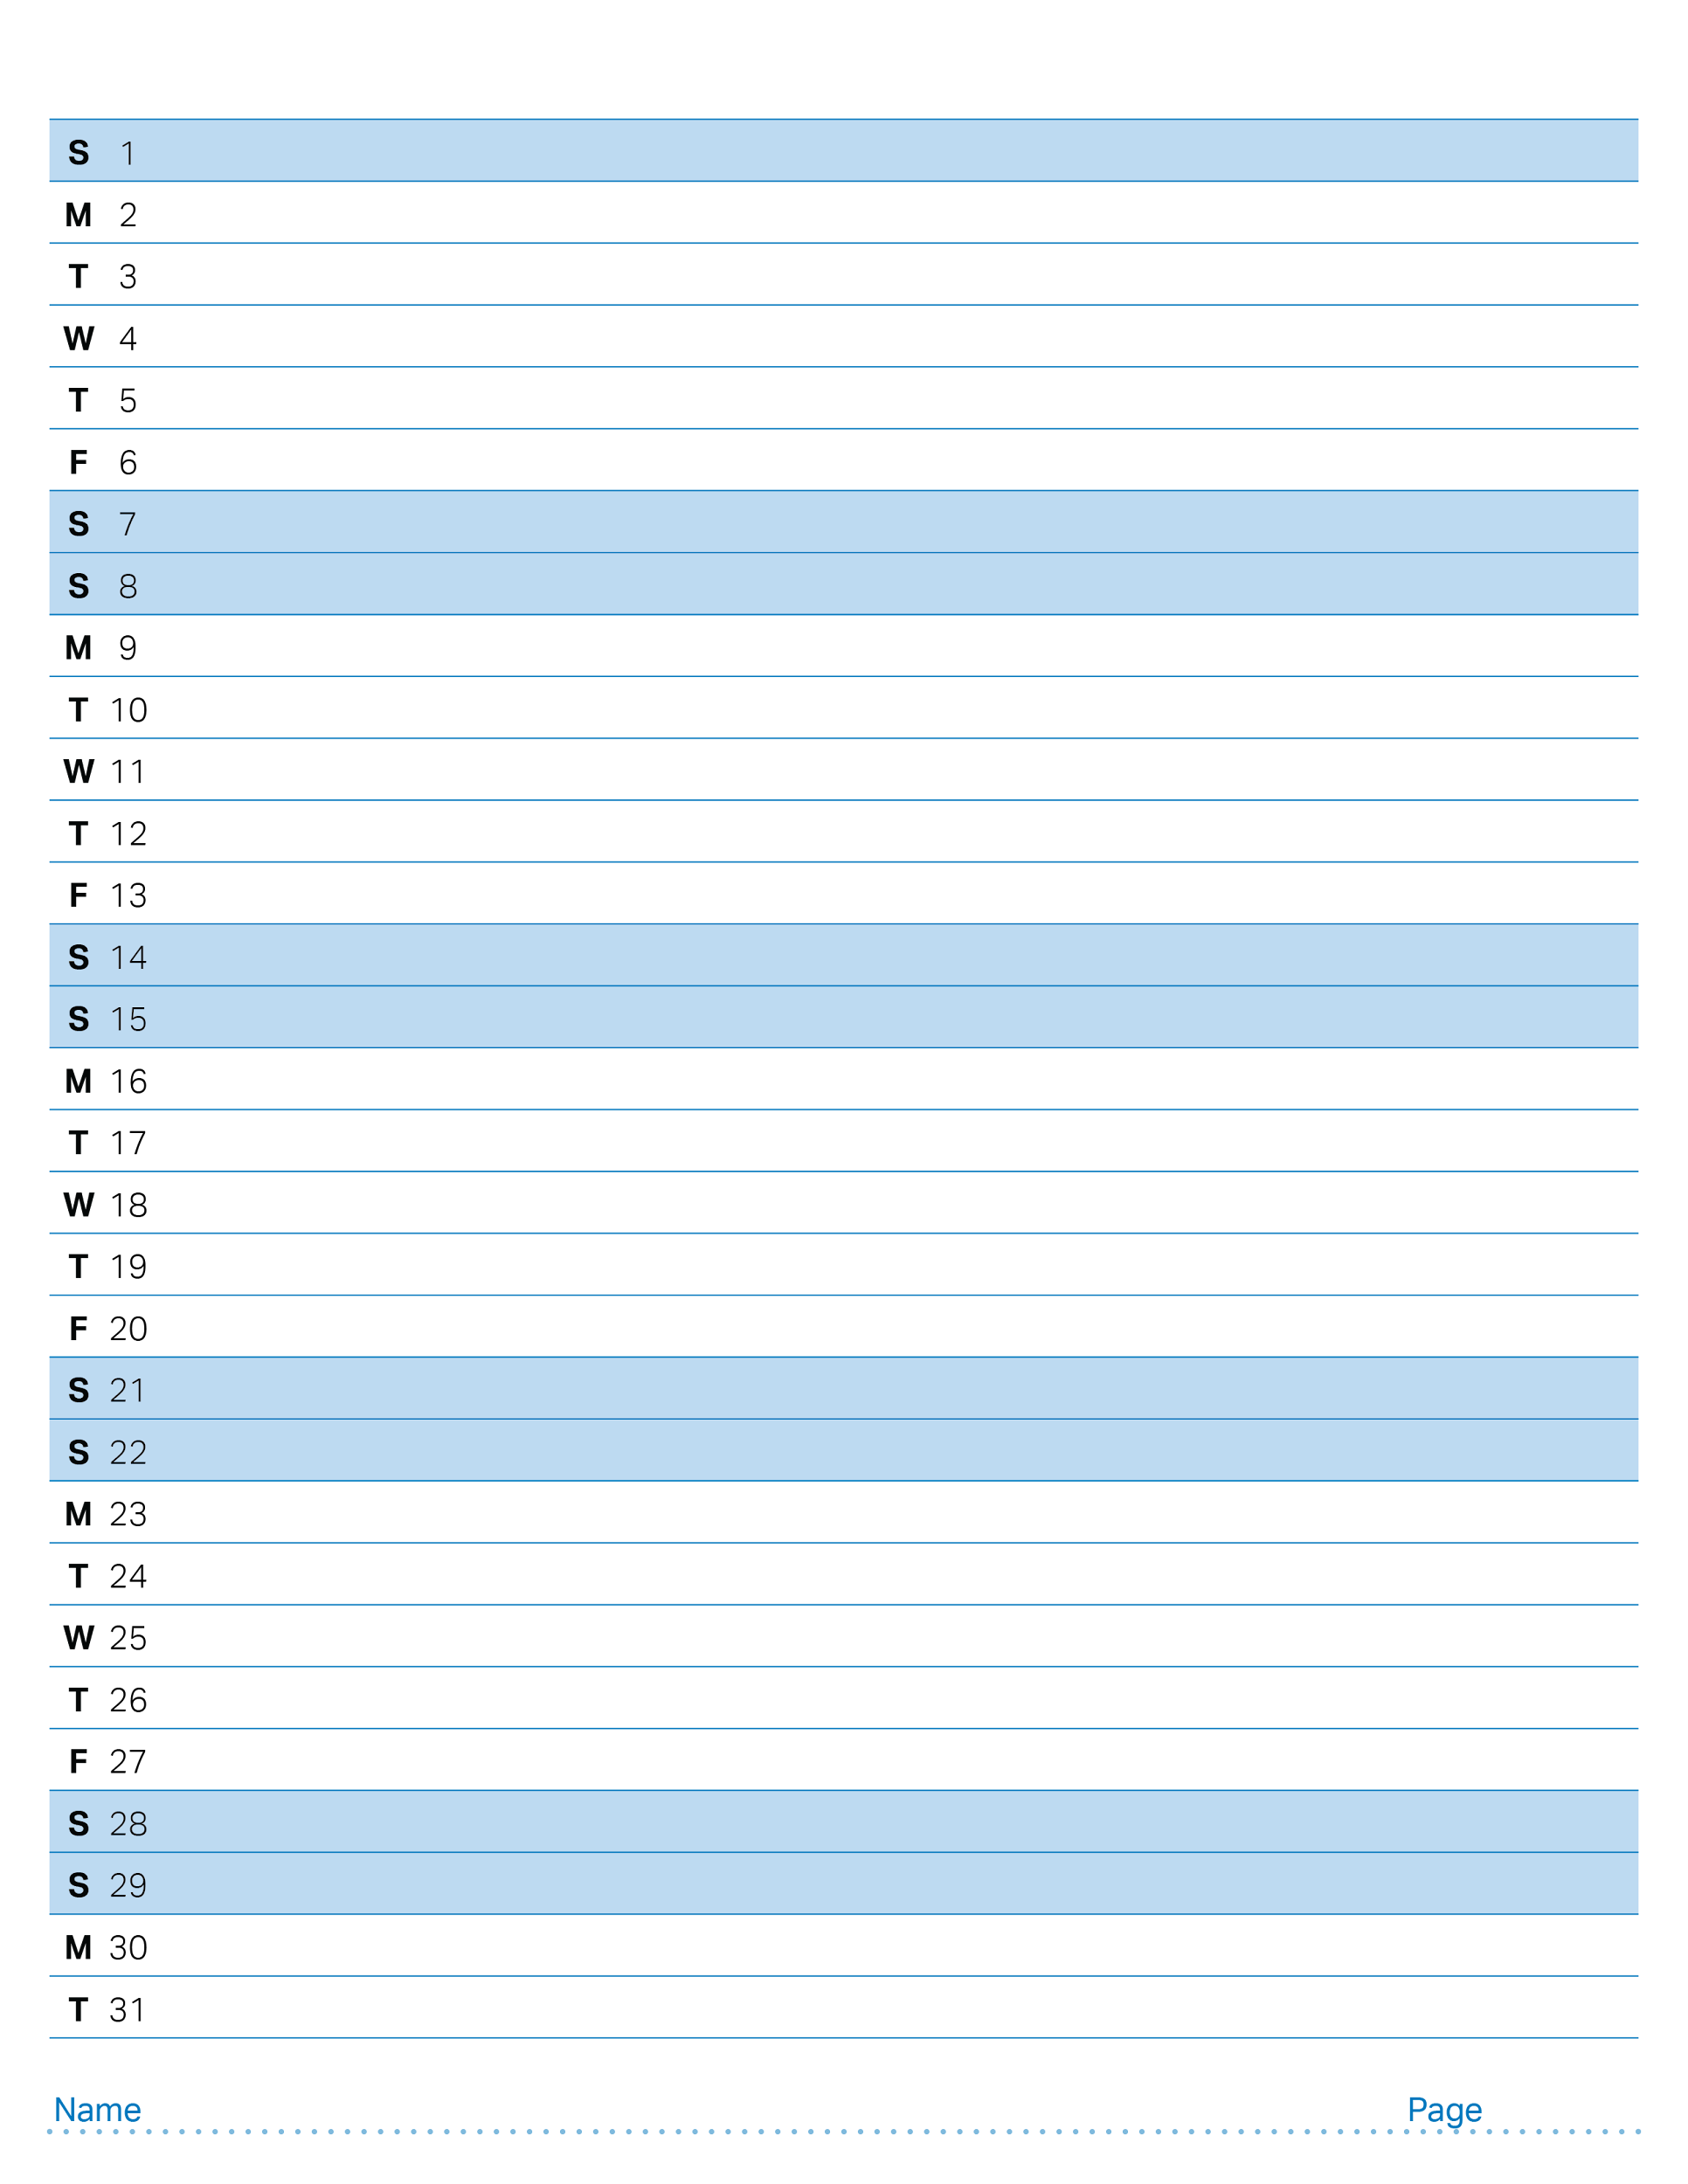 S 1
M 2
T 3
W 4
T 5
F 6
S 7
S 8
M 9
T 10
W 11
T 12
F 13
S 14
S 15
M 16
T 17
W 18
T 19
F 20
S 21
S 22
M 23
T 24
W 25
T 26
F 27
S 28
S 29
M 30
T 31
Name Page